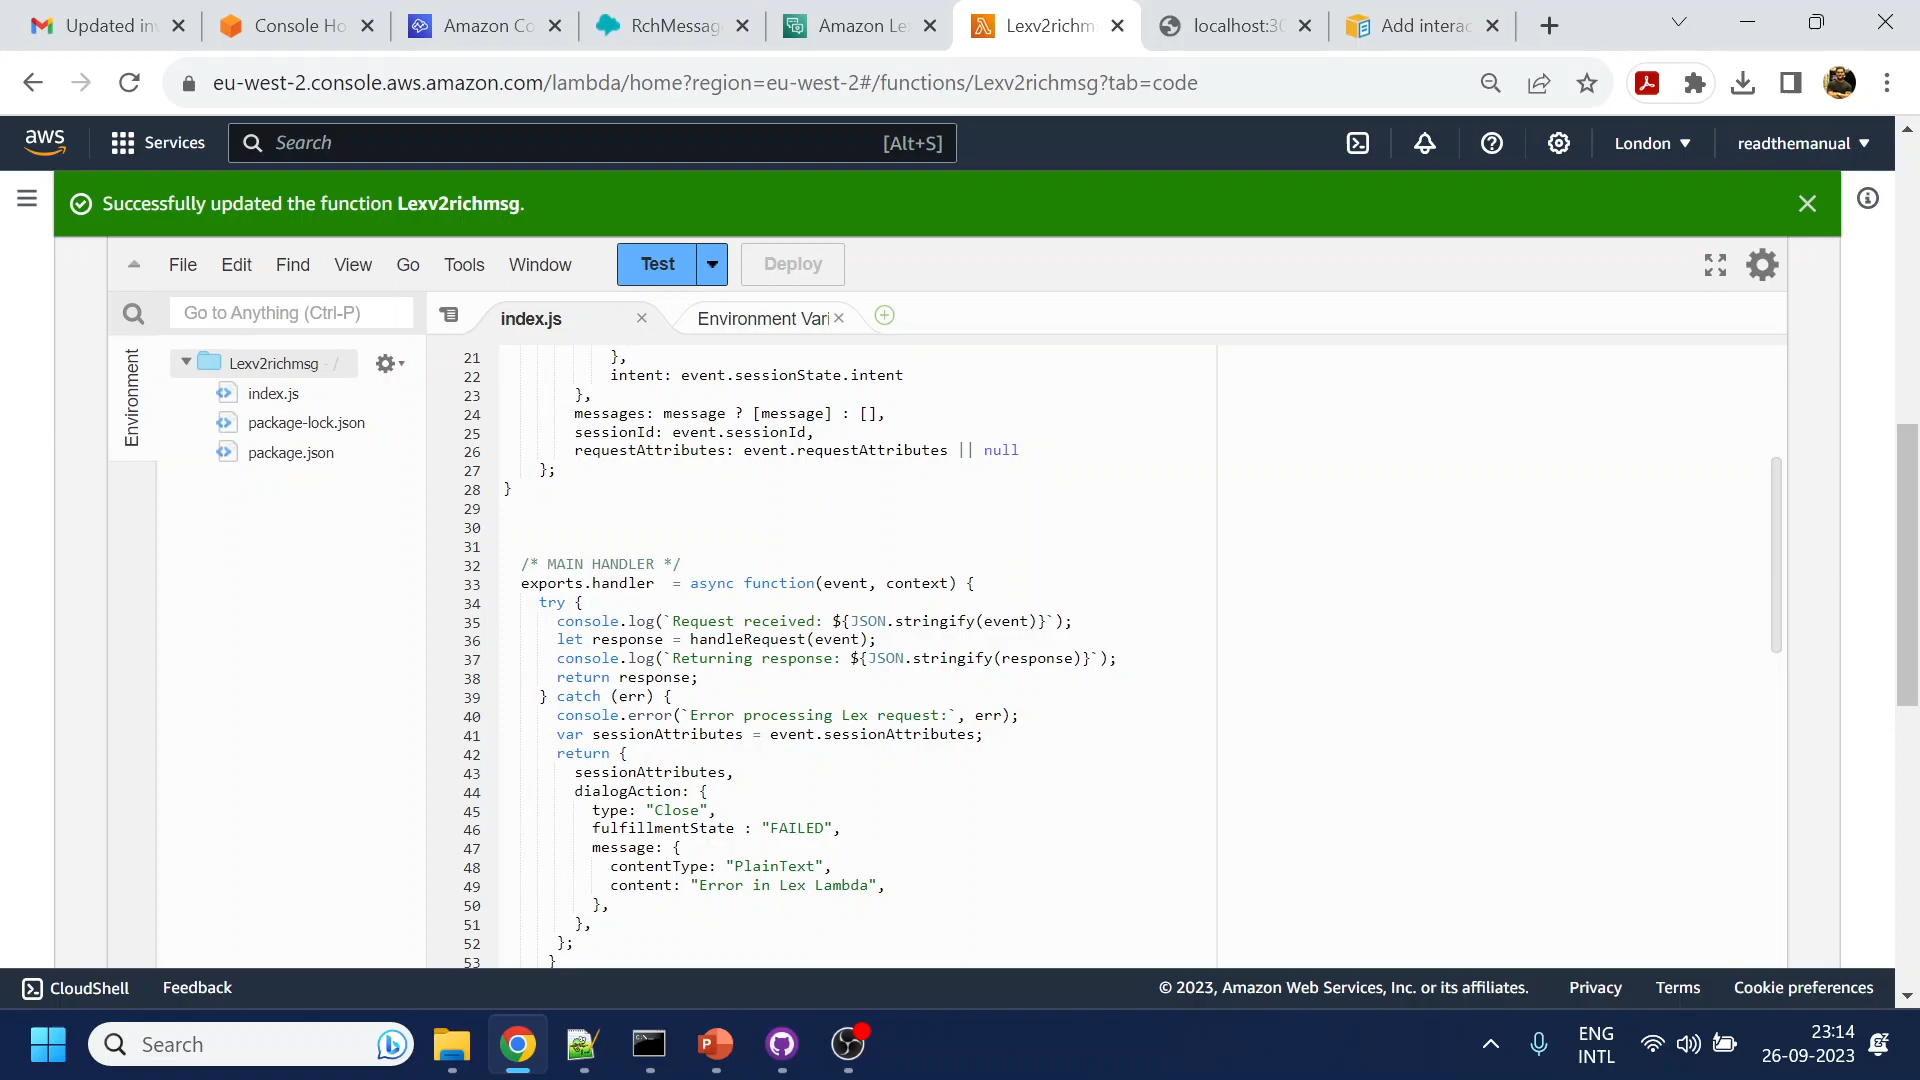 Updated in
Console Ho
Amazon Co
RchMessag
Amazon Le
Lexv2richm
localhost:30
Add interac
eu-west-2.console.aws.amazon.com/lambda/home?region=eu-west-2#/functions/Lexv2richmsg?tab=code
aws
Services
Search
[Alt+S]
London
readthemanual
Successfully updated the function Lexv2richmsg.
File
Edit
Find
View
Go
Tools
Window
Test
Deploy
Go to Anything (Ctrl-P)
index.js
Environment Vari
Environment
Lexv2richmsg - /
index.js
package-lock.json
package.json
21 },
22 intent: event.sessionState.intent
23 },
24 messages: message ? [message] : [],
25 sessionId: event.sessionId,
26 requestAttributes: event.requestAttributes || null
27 };
28 }
29
30
31
32 /* MAIN HANDLER */
33 exports.handler  = async function(event, context) {
34 try {
35 console.log(`Request received: ${JSON.stringify(event)}`);
36 let response = handleRequest(event);
37 console.log(`Returning response: ${JSON.stringify(response)}`);
38 return response;
39 } catch (err) {
40 console.error(`Error processing Lex request:`, err);
41 var sessionAttributes = event.sessionAttributes;
42 return {
43 sessionAttributes,
44 dialogAction: {
45 type: "Close",
46 fulfillmentState : "FAILED",
47 message: {
48 contentType: "PlainText",
49 content: "Error in Lex Lambda",
50 },
51 },
52 };
53 }
CloudShell
Feedback
© 2023, Amazon Web Services, Inc. or its affiliates.
Privacy
Terms
Cookie preferences
Search
ENG
INTL
23:14
26-09-2023